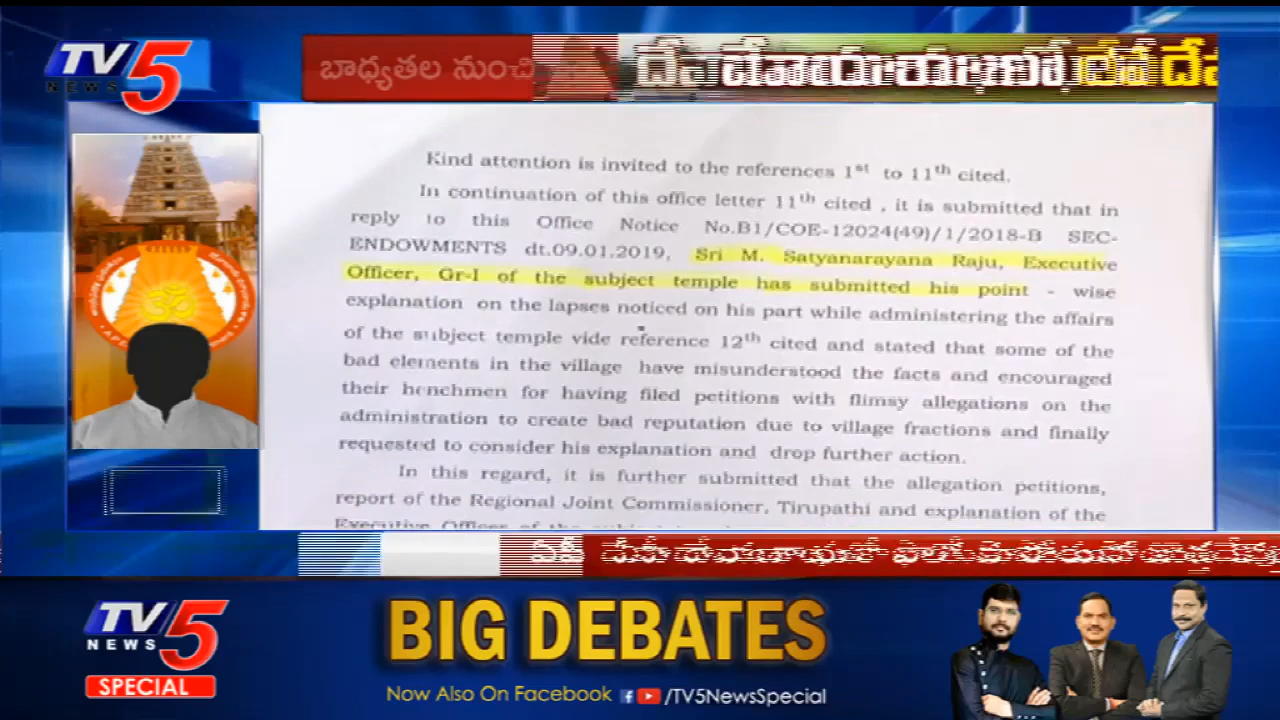 TV5
NEWS
బాధ్యతల నుంచి
Kind attention is invited to the references 1st to 11th cited.
In continuation of this office letter 11th cited , it is submitted that in
reply to this Office Notice No.B1/COE-12024(49)/1/2018-B SEC-
ENDOWMENTS dt.09.01.2019, Sri M. Satyanarayana Raju, Executive
Officer, Gr-I of the subject temple has submitted his point - wise
explanation on the lapses noticed on his part while administering the affairs
of the subject temple vide reference 12th cited and stated that some of the
bad elements in the village have misunderstood the facts and encouraged
their henchmen for having filed petitions with flimsy allegations on the
administration to create bad reputation due to village fractions and finally
requested to consider his explanation and drop further action.
In this regard, it is further submitted that the allegation petitions,
report of the Regional Joint Commissioner, Tirupathi and explanation of the
Executive Officer of the
TV5
NEWS
SPECIAL
BIG DEBATES
Now Also On Facebook /TV5NewsSpecial